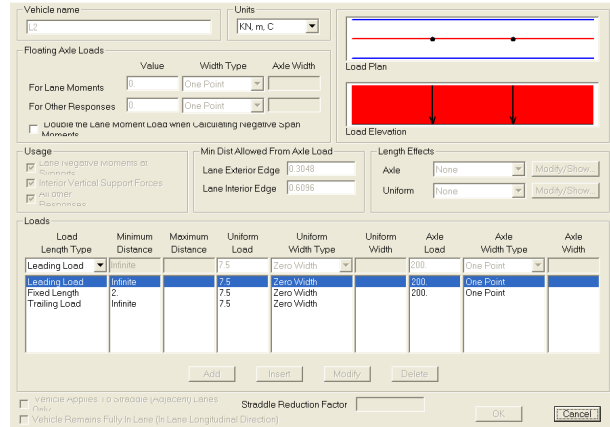 Vehicle name
L2
Units
KN, m, C
Load Plan
Load Elevation
Floating Axle Loads
Value Width Type Axle Width
For Lane Moments 0. One Point
For Other Responses 0. One Point
Double the Lane Moment Load when Calculating Negative Span
Moments
Usage
Lane Negative Moments at
Supports
Interior Vertical Support Forces
All other
Responses
Min Dist Allowed From Axle Load
Lane Exterior Edge 0.3048
Lane Interior Edge 0.6096
Length Effects
Axle None Modify/Show...
Uniform None Modify/Show...
Loads
Load Minimum Maximum Uniform Uniform Uniform Axle Axle Axle
Length Type Distance Distance Load Width Type Width Load Width Type Width
Leading Load Infinite 7.5 Zero Width 200. One Point
Leading Load Infinite 7.5 Zero Width 200. One Point
Fixed Length 2. 7.5 Zero Width 200. One Point
Trailing Load Infinite 7.5 Zero Width
Add Insert Modify Delete
Vehicle Applies To Straddle (Adjacent) Lanes
Only
Straddle Reduction Factor
Vehicle Remains Fully In Lane (In Lane Longitudinal Direction)
OK Cancel